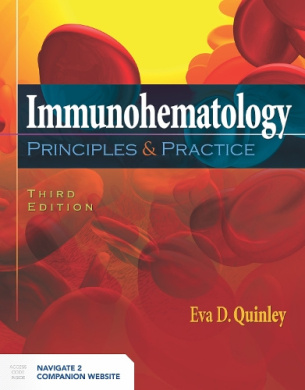 Immunohematology
PRINCIPLES & PRACTICE
THIRD
EDITION
Eva D. Quinley
NAVIGATE 2
COMPANION WEBSITE